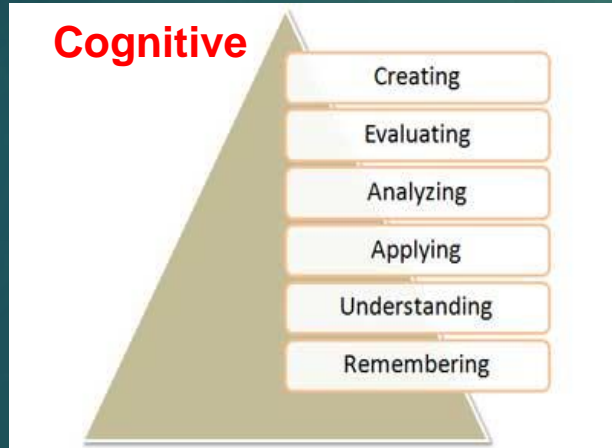 Cognitive
Creating
Evaluating
Analyzing
Applying
Understanding
Remembering